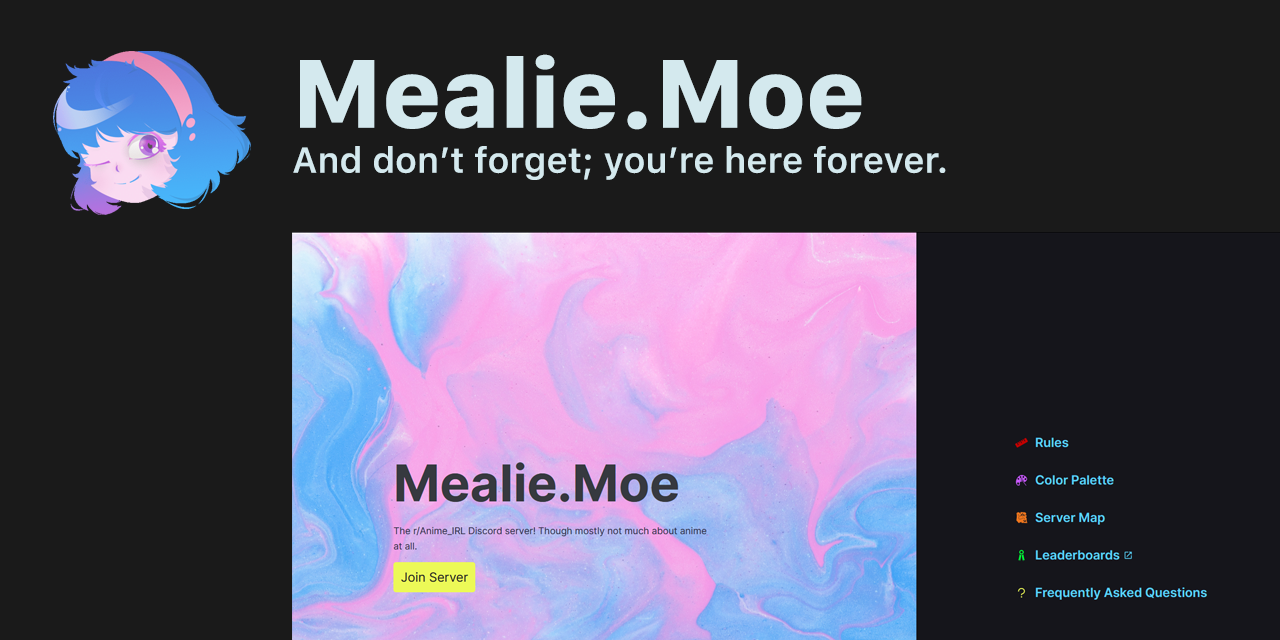 Mealie.Moe
And don’t forget; you’re here forever.
Mealie.Moe
The r/Anime_IRL Discord server! Though mostly not much about anime
at all.
Join Server
Rules
Color Palette
Server Map
Leaderboards
Frequently Asked Questions